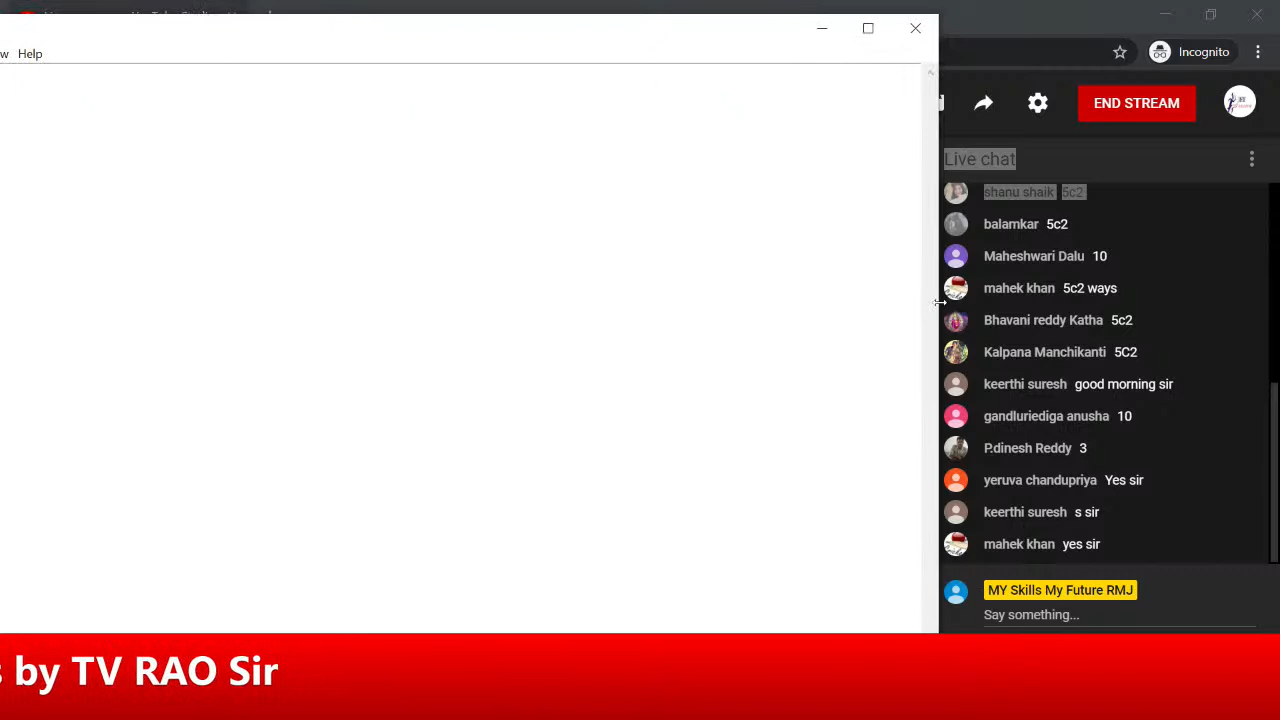 w Help
Incognito
END STREAM
Live chat
shanu shaik 5c2
balamkar 5c2
Maheshwari Dalu 10
mahek khan 5c2 ways
Bhavani reddy Katha 5c2
Kalpana Manchikanti 5C2
keerthi suresh good morning sir
gandluriediga anusha 10
P.dinesh Reddy 3
yeruva chandupriya Yes sir
keerthi suresh s sir
mahek khan yes sir
MY Skills My Future RMJ
Say something...
s by TV RAO Sir